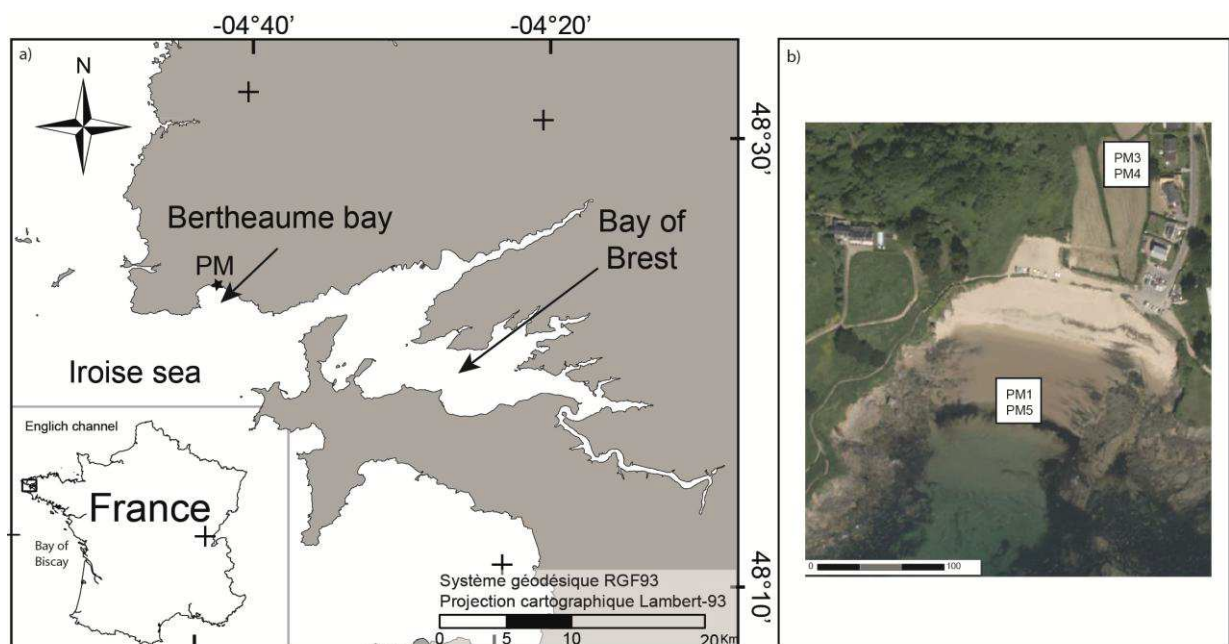 -04°40’
-04°20’
a)
N
48°30’
Bertheaume bay
Bay of
Brest
PM
Iroise sea
Englich channel
France
Bay of
Biscay
48°10’
Système géodésique RGF93
Projection cartographique Lambert-93
0 5 10 20 Km
b)
PM3
PM4
PM1
PM5
0 100